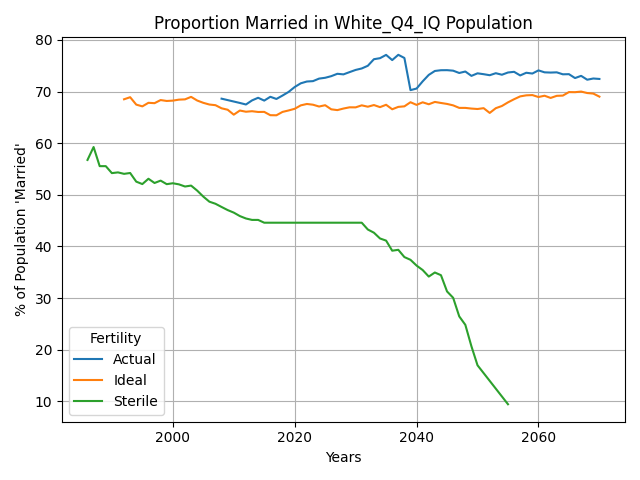 Proportion Married in White_Q4_IQ Population
% of Population 'Married'
80
70
60
50
40
30
20
10
Fertility
Actual
Ideal
Sterile
2000
2020
2040
2060
Years